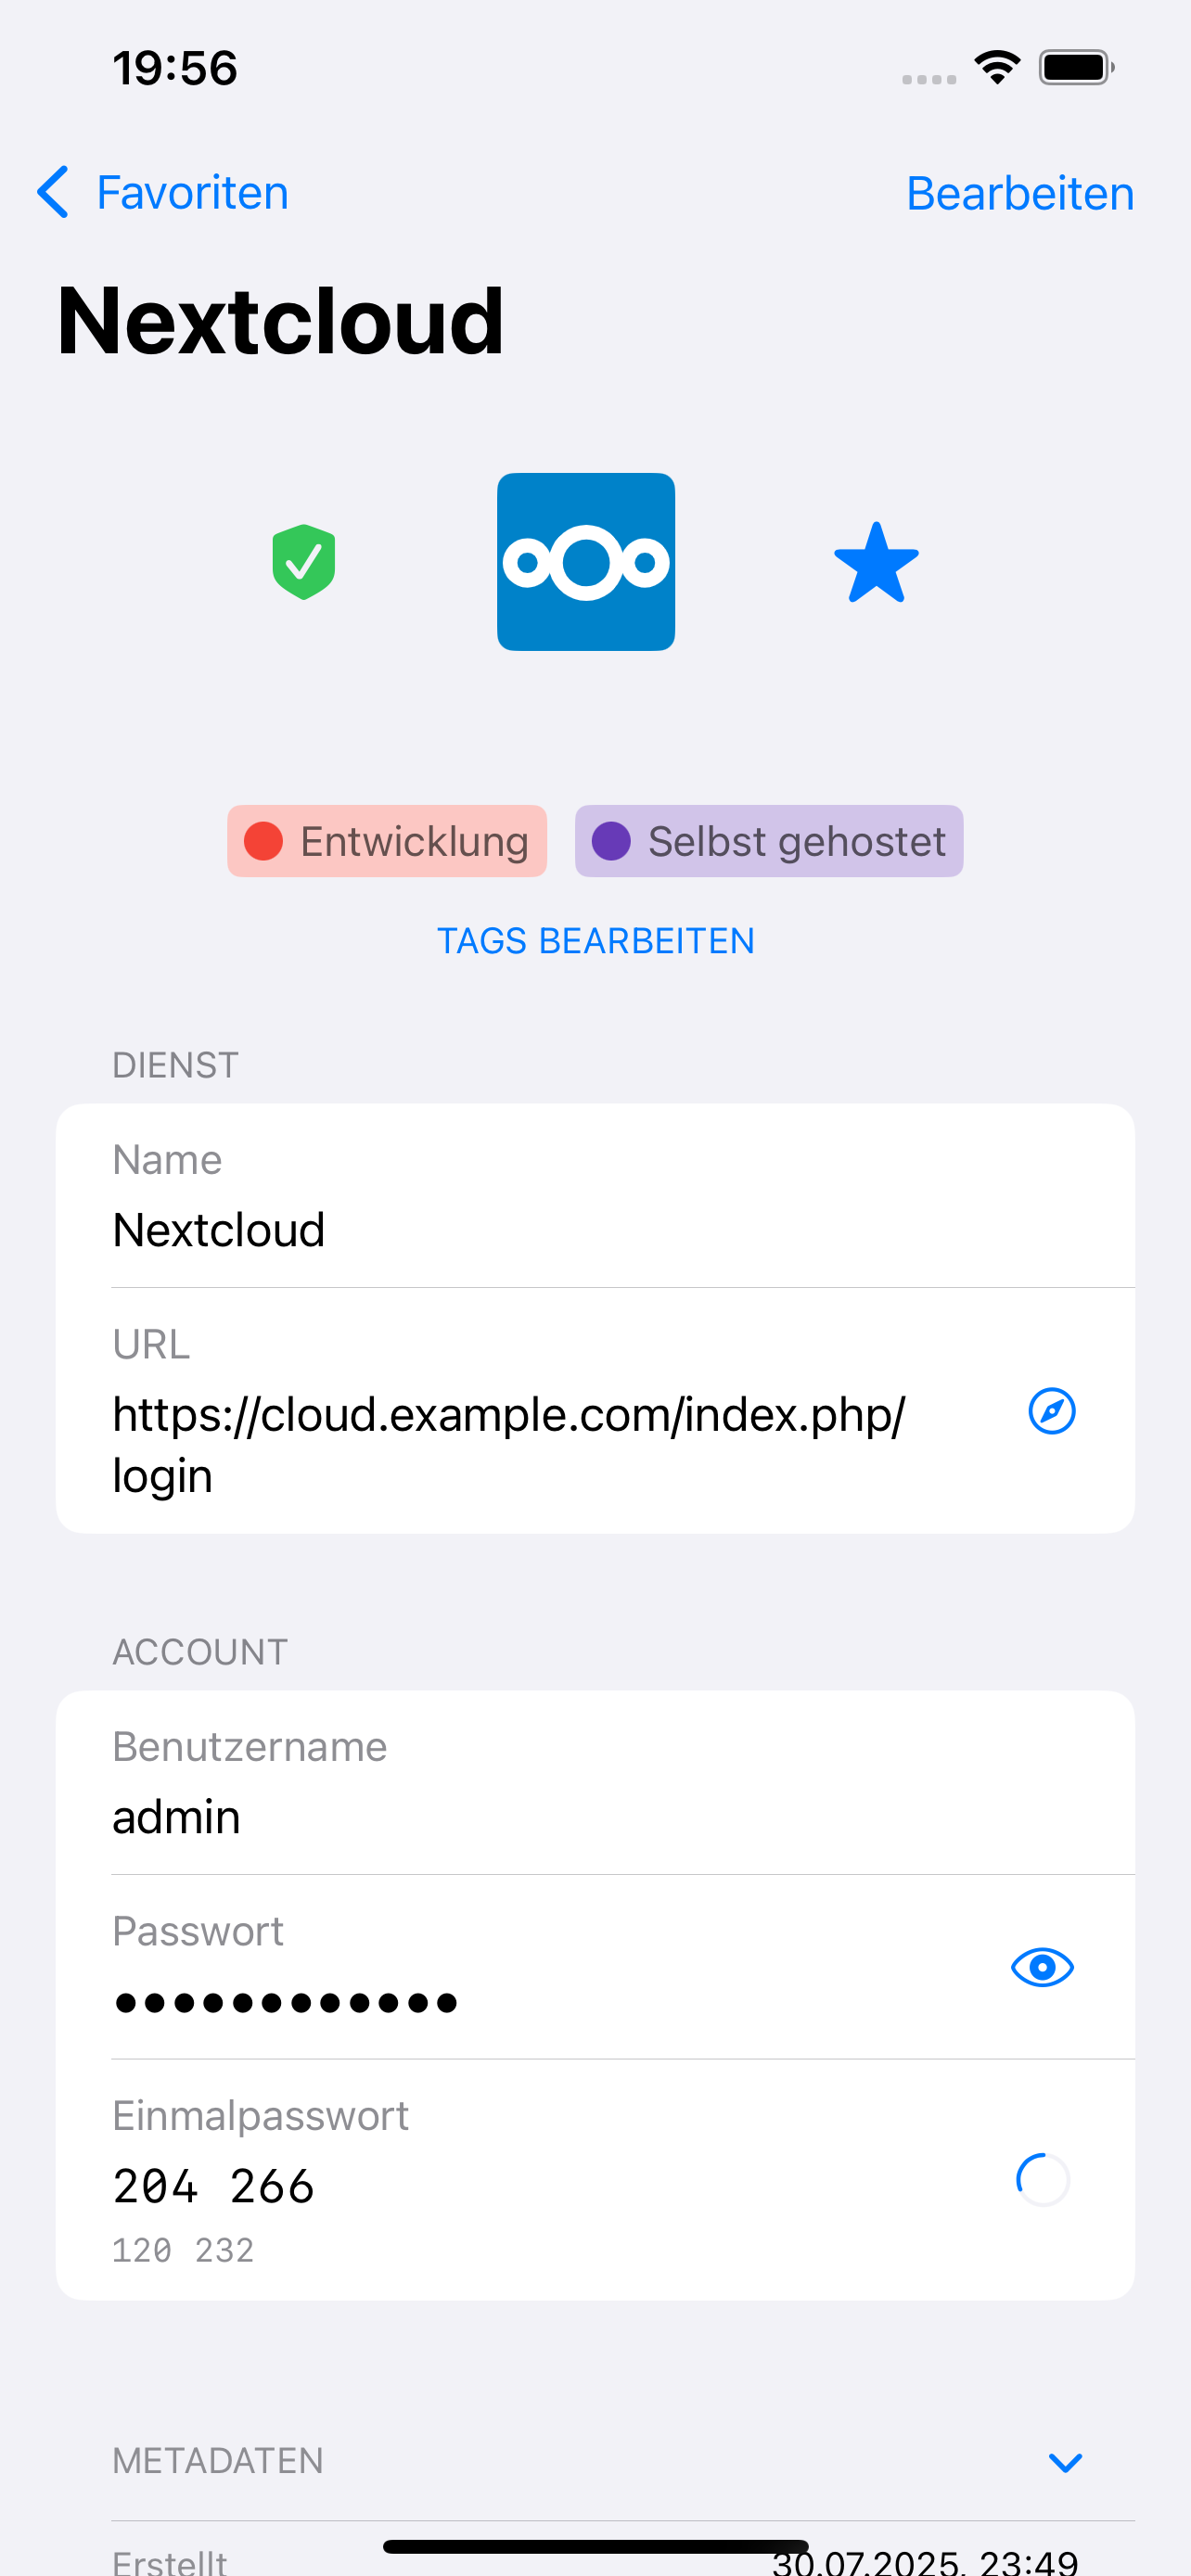 19:56
Favoriten
Bearbeiten
Nextcloud
Entwicklung
Selbst gehostet
TAGS BEARBEITEN
DIENST
Name
Nextcloud
URL
https://cloud.example.com/index.php/
login
ACCOUNT
Benutzername
admin
Passwort
••••••••••••
Einmalpasswort
204 266
120 232
METADATEN
Erstellt
30.07.2025, 23:49